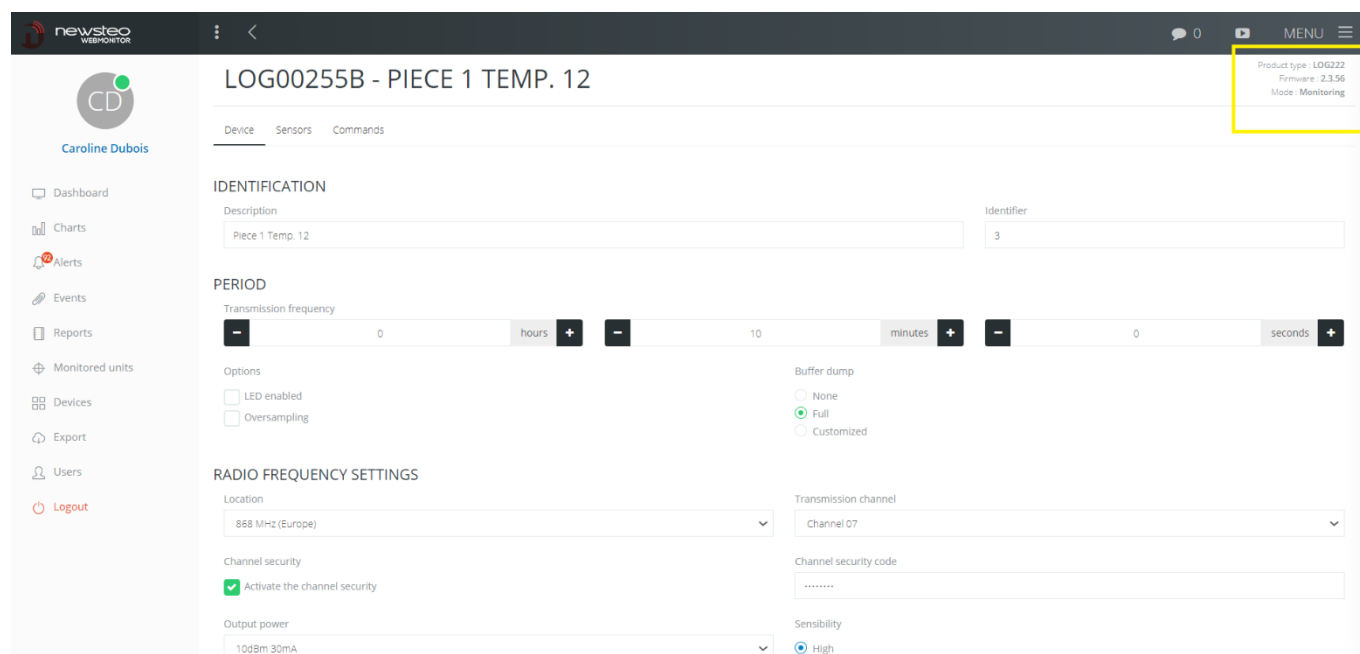 newsteo
WEBMONITOR
0
MENU
CD
Caroline Dubois
Dashboard
Charts
92
Alerts
Events
Reports
Monitored units
Devices
Export
Users
Logout
LOG00255B - PIECE 1 TEMP. 12
Product type : LOG222
Firmware : 2.3.56
Mode : Monitoring
Device Sensors Commands
IDENTIFICATION
Description Identifier
Piece 1 Temp. 12 3
PERIOD
Transmission frequency
- 0 hours + - 10 minutes + - 0 seconds +
Options Buffer dump
LED enabled None
Oversampling Full
Customized
RADIO FREQUENCY SETTINGS
Location Transmission channel
868 MHz (Europe) Channel 07
Channel security Channel security code
Activate the channel security ········
Output power Sensibility
10dBm 30mA High